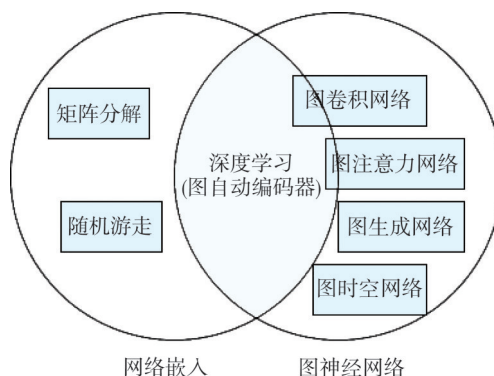 矩阵分解
随机游走
深度学习
(图自动编码器)
图卷积网络
图注意力网络
图生成网络
图时空网络
网络嵌入
图神经网络